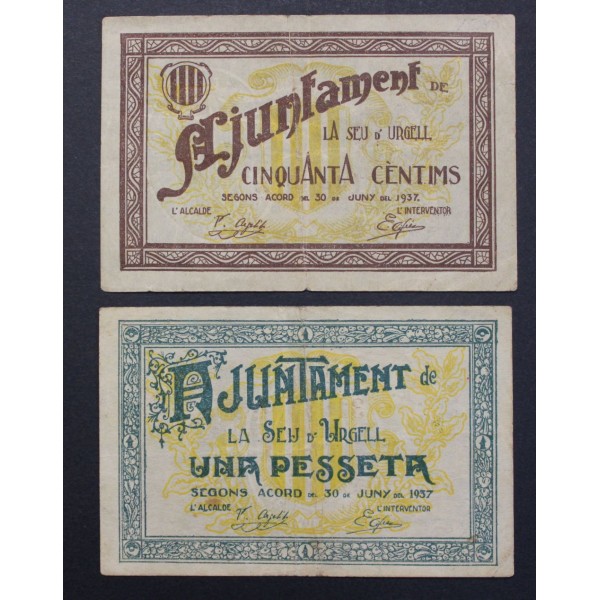 Ajuntament DE
LA SEU D' URGELL
CINQUÀNTA CÈNTIMS
SEGONS ACORD DEL 30 DE JUNY DEL 1937.
L'ALCALDE L'INTERVENTOR
AJUNTAMENT de
LA SEU D' URGELL
UNA PESSETA
SEGONS ACORD DEL 30 DE JUNY DEL 1937
L'ALCALDE L'INTERVENTOR